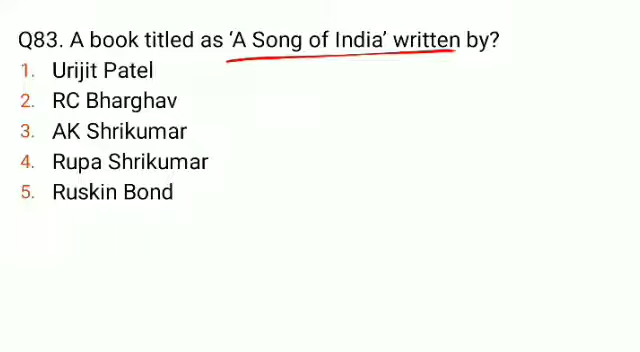 Q83. A book titled as ‘A Song of India’ written by?
1. Urijit Patel
2. RC Bharghav
3. AK Shrikumar
4. Rupa Shrikumar
5. Ruskin Bond